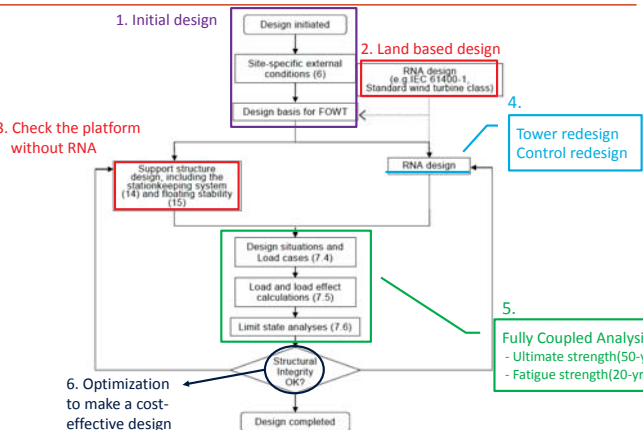 1. Initial design
Design initiated
2. Land based design
Site-specific external
conditions (6)
RNA design
(e.g.IEC 61400-1,
Standard wind turbine class)
4.
Design basis for FOWT
3. Check the platform
without RNA
Tower redesign
Control redesign
Support structure
design, including the
stationkeeping system
(14) and floating stability
(15)
RNA design
Design situations and
Load cases (7.4)
Load and load effect
calculations (7.5)
5.
Limit state analyses (7.6)
Fully Coupled Analysi
- Ultimate strength(50-y
- Fatigue strength(20-yr
Structural
Integrity
OK?
6. Optimization
to make a cost-
effective design
Design completed